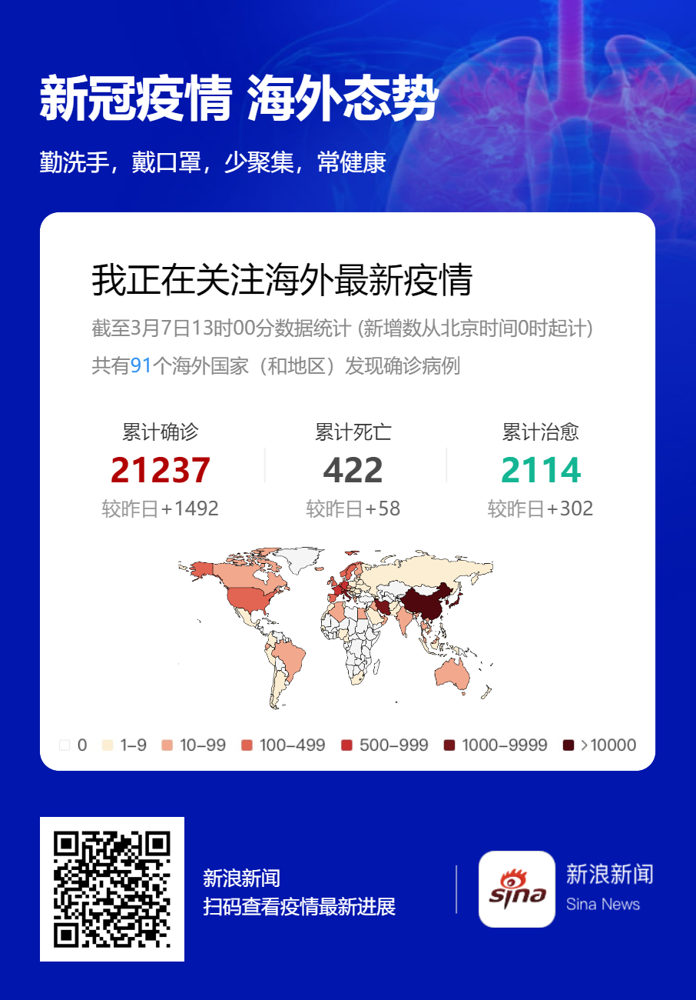 新冠疫情 海外态势
勤洗手，戴口罩，少聚集，常健康
我正在关注海外最新疫情
截至3月7日13时00分数据统计 (新增数从北京时间0时起计)
共有91个海外国家（和地区）发现确诊病例
累计确诊 累计死亡 累计治愈
21237 422 2114
较昨日+1492 较昨日+58 较昨日+302
0 1–9 10–99 100–499 500–999 1000–9999 >10000
新浪新闻
扫码查看疫情最新进展
sina
新浪新闻
Sina News